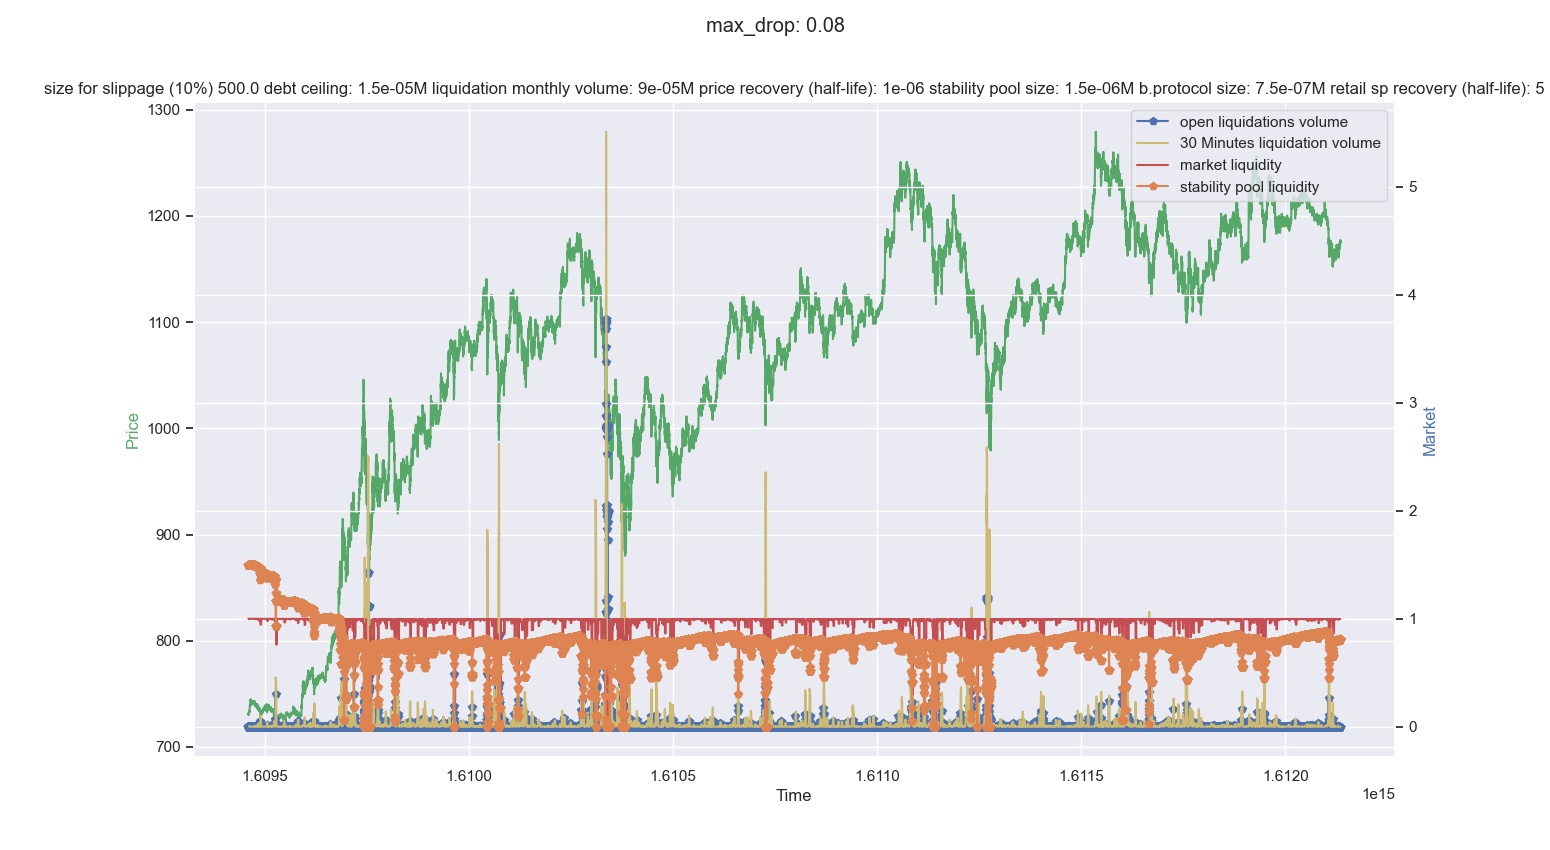 max_drop: 0.08
size for slippage (10%) 500.0 debt ceiling: 1.5e-05M liquidation monthly volume: 9e-05M price recovery (half-life): 1e-06 stability pool size: 1.5e-06M b.protocol size: 7.5e-07M retail sp recovery (half-life): 5
open liquidations volume
30 Minutes liquidation volume
market liquidity
stability pool liquidity
1300
1200
1100
1000
900
800
700
Price
5
4
3
2
1
0
Market
1.6095
1.6100
1.6105
1.6110
1.6115
1.6120
Time
1e15